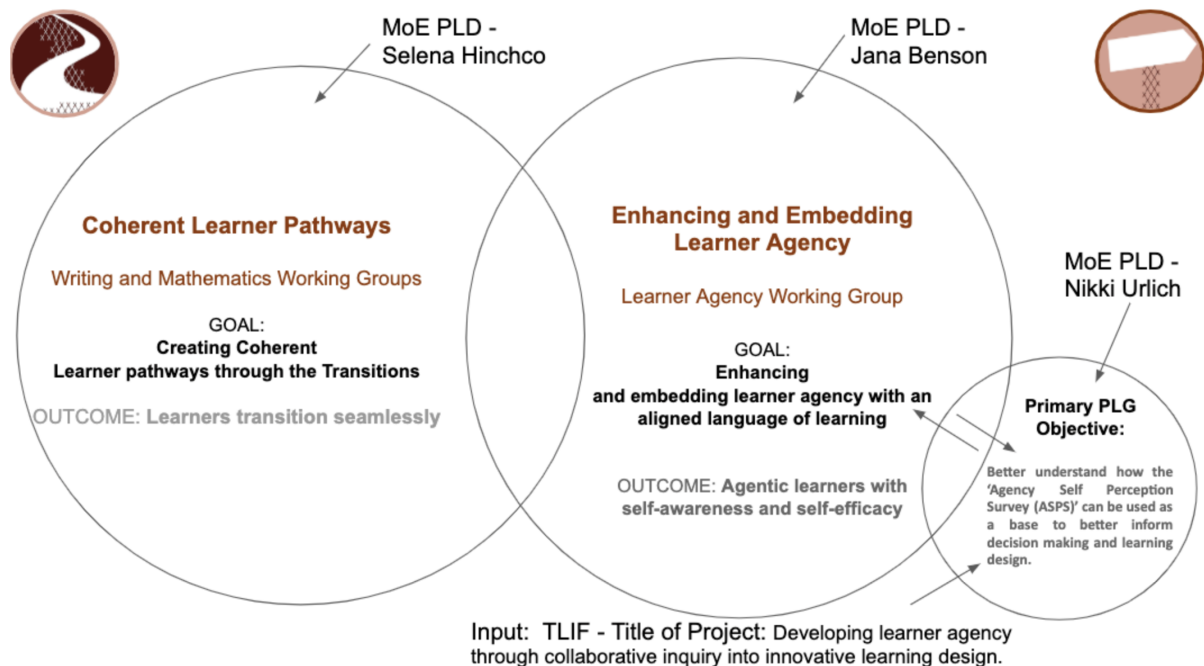 MoE PLD -
Selena Hinchco
MoE PLD -
Jana Benson
Coherent Learner Pathways
Writing and Mathematics Working Groups
GOAL:
Creating Coherent
Learner pathways through the Transitions
OUTCOME: Learners transition seamlessly
Enhancing and Embedding
Learner Agency
Learner Agency Working Group
GOAL:
Enhancing
and embedding learner agency with an
aligned language of learning
OUTCOME: Agentic learners with
self-awareness and self-efficacy
MoE PLD -
Nikki Urlich
Primary PLG
Objective:
Better understand how the
‘Agency Self Perception
Survey (ASPS)’ can be used as
a base to better inform
decision making and learning
design.
Input: TLIF - Title of Project: Developing learner agency
through collaborative inquiry into innovative learning design.